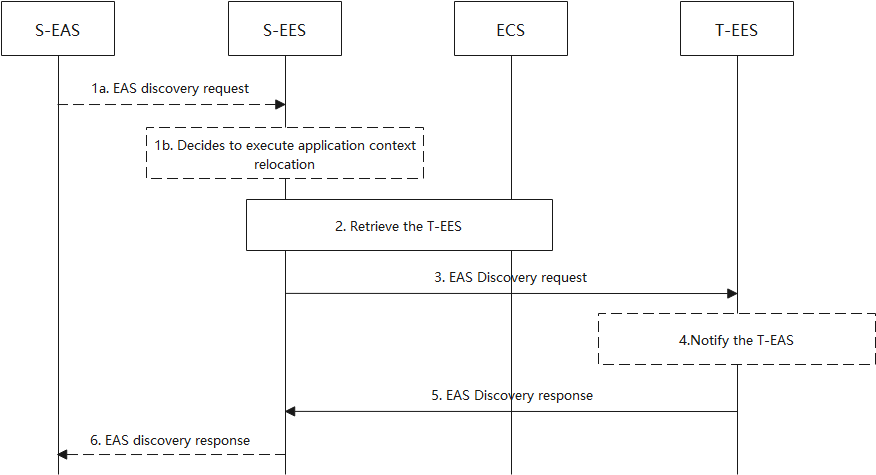 S-EAS
S-EES
ECS
T-EES
1a. EAS discovery request
1b. Decides to execute application context
relocation
2. Retrieve the T-EES
3. EAS Discovery request
4.Notify the T-EAS
5. EAS Discovery response
6. EAS discovery response